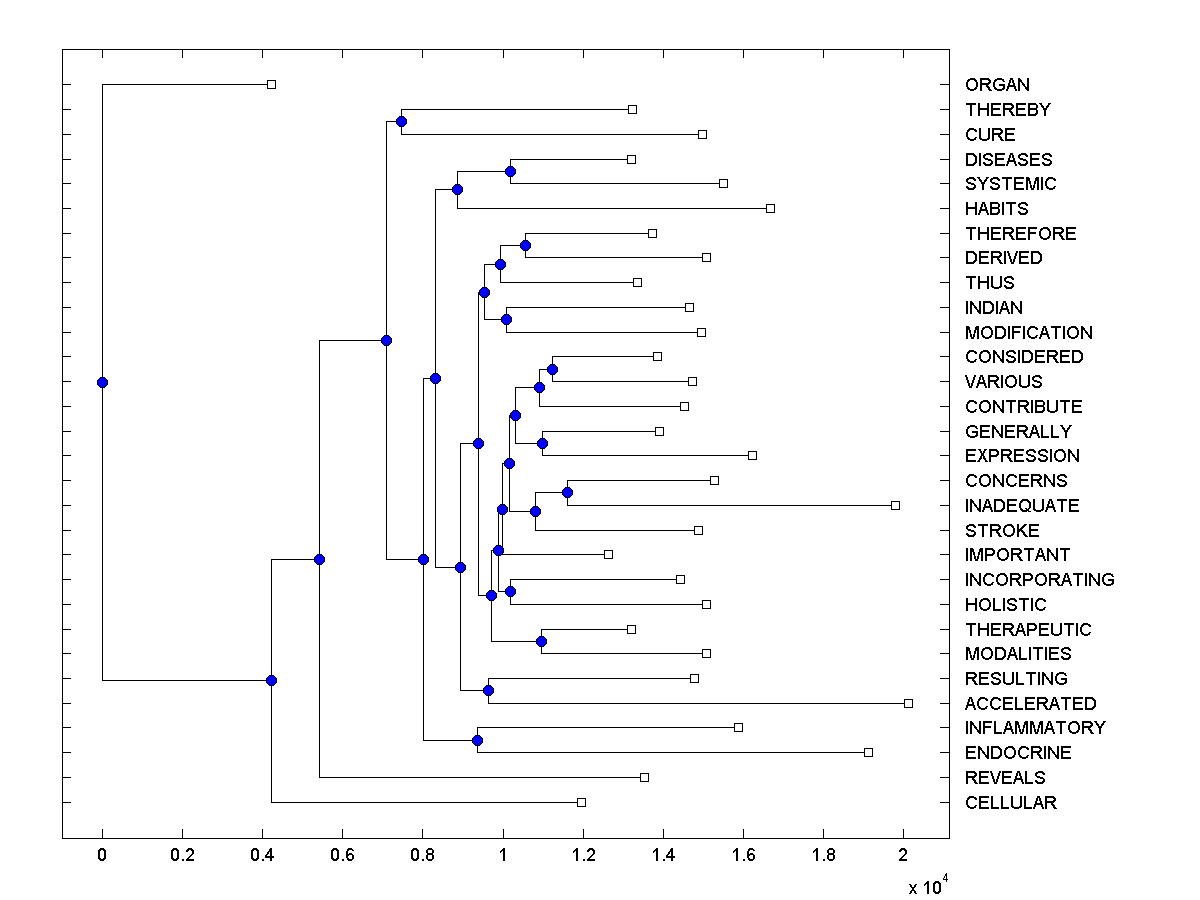 ORGAN
THEREBY
CURE
DISEASES
SYSTEMIC
HABITS
THEREFORE
DERIVED
THUS
INDIAN
MODIFICATION
CONSIDERED
VARIOUS
CONTRIBUTE
GENERALLY
EXPRESSION
CONCERNS
INADEQUATE
STROKE
IMPORTANT
INCORPORATING
HOLISTIC
THERAPEUTIC
MODALITIES
RESULTING
ACCELERATED
INFLAMMATORY
ENDOCRINE
REVEALS
CELLULAR
0 0.2 0.4 0.6 0.8 1 1.2 1.4 1.6 1.8 2
x 10^4